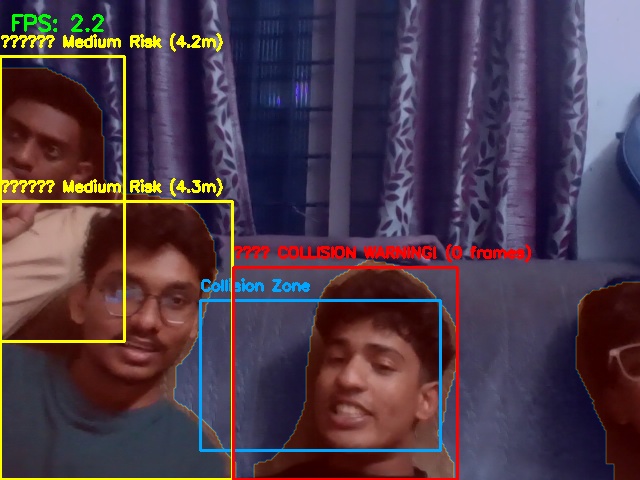 FPS: 2.2
?????? Medium Risk (4.2m)
?????? Medium Risk (4.3m)
???? COLLISION WARNING! (0 frames)
Collision Zone